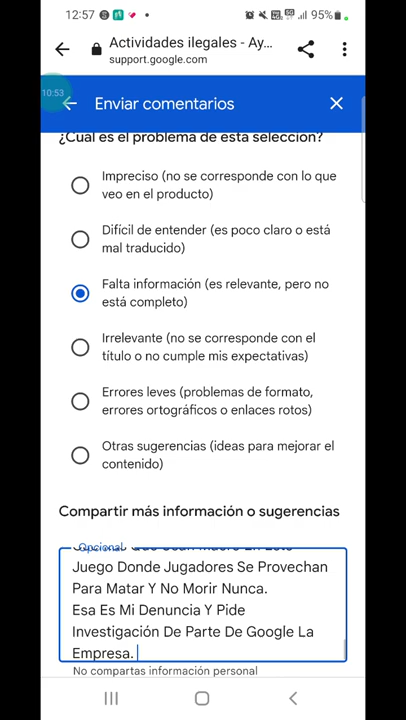 12:57
95%
Actividades ilegales - Ay...
support.google.com
10:53
Enviar comentarios
¿Cuál es el problema de esta selección?
Impreciso (no se corresponde con lo que
veo en el producto)
Difícil de entender (es poco claro o está
mal traducido)
Falta información (es relevante, pero no
está completo)
Irrelevante (no se corresponde con el
título o no cumple mis expectativas)
Errores leves (problemas de formato,
errores ortográficos o enlaces rotos)
Otras sugerencias (ideas para mejorar el
contenido)
Compartir más información o sugerencias
Opcional
Juego Donde Jugadores Se Provechan
Para Matar Y No Morir Nunca.
Esa Es Mi Denuncia Y Pide
Investigación De Parte De Google La
Empresa.
No compartas información personal